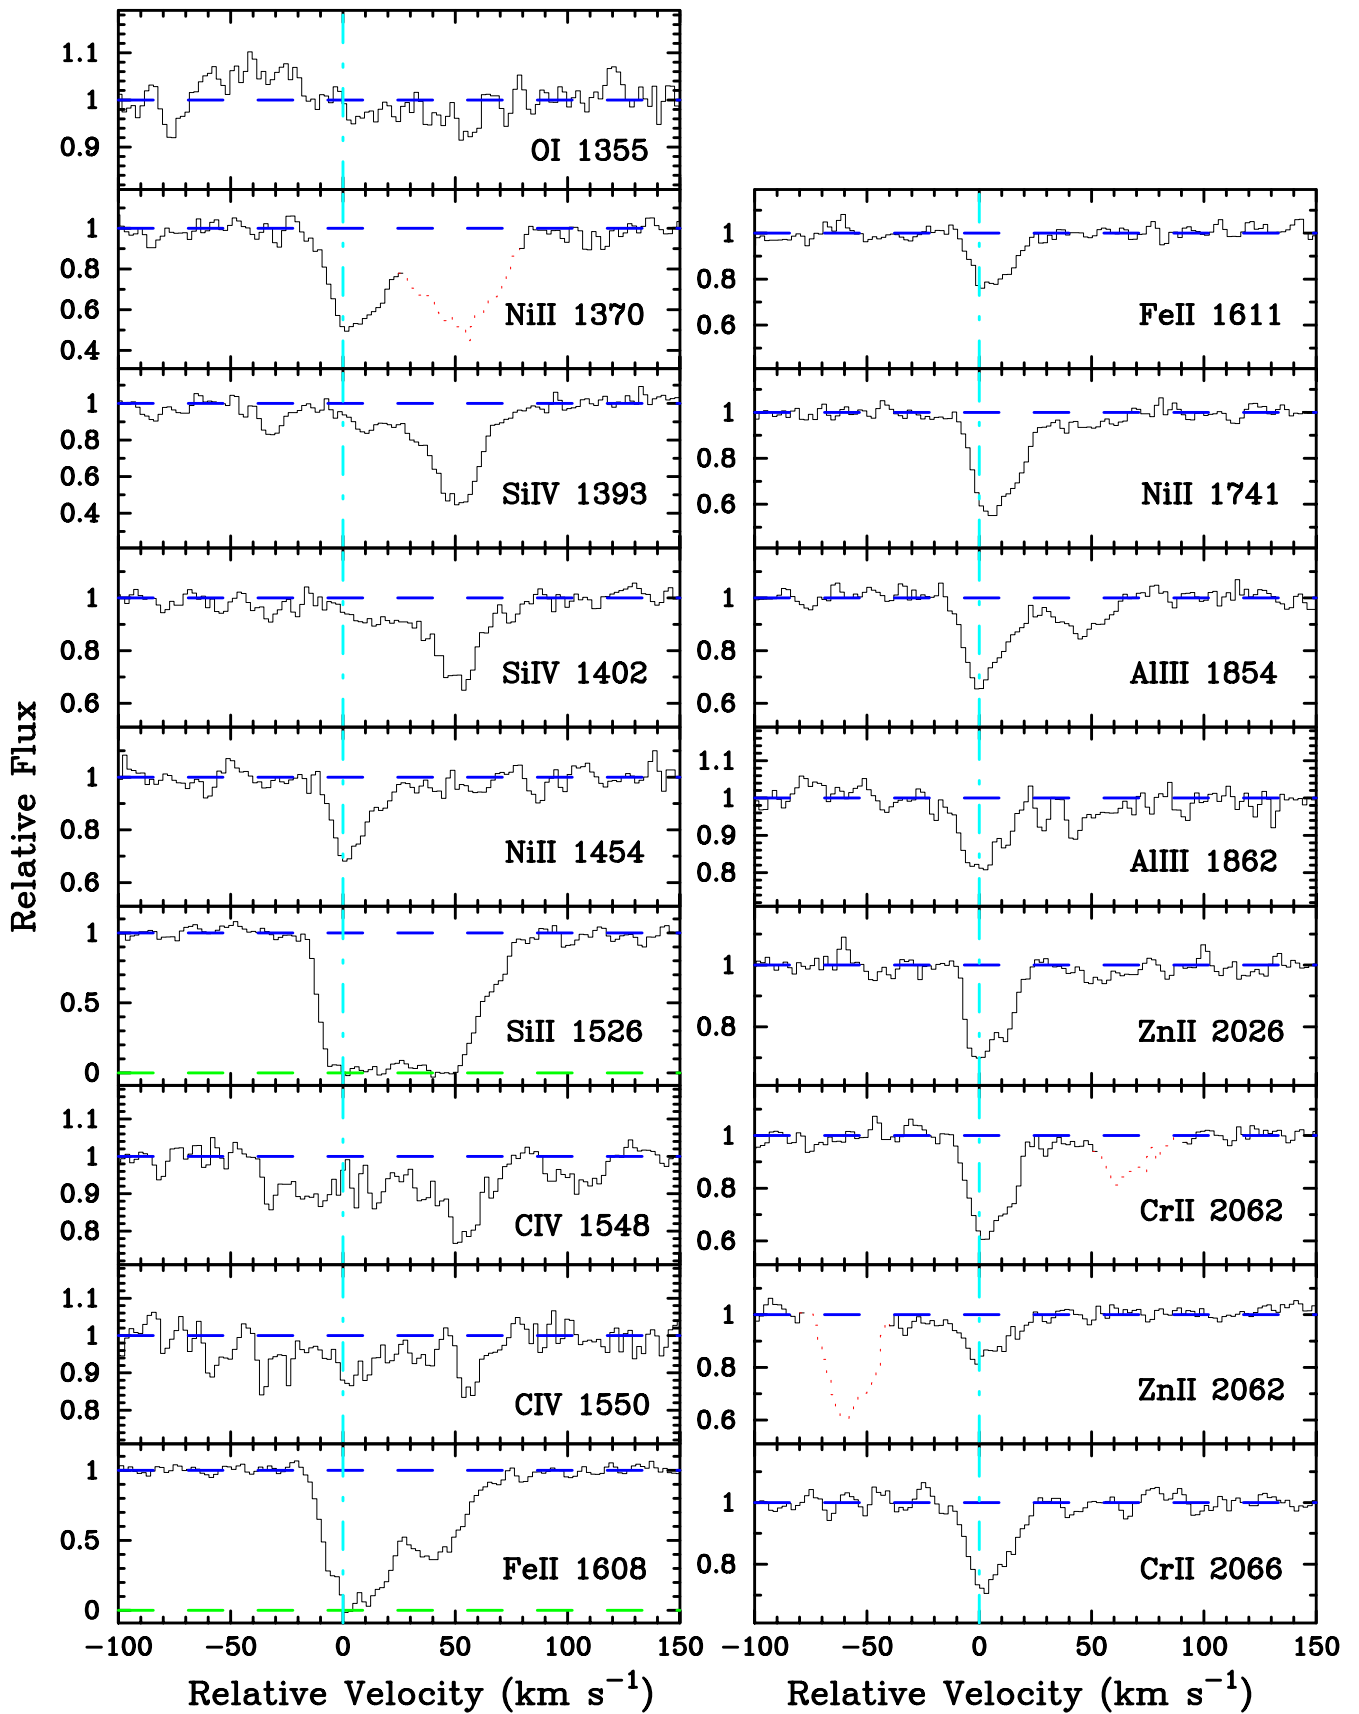 1.1
1
0.9
OI 1355
1
0.8
0.6
0.4
NiII 1370
1
0.8
0.6
0.4
SiIV 1393
1
0.8
0.6
SiIV 1402
1
0.8
0.6
NiII 1454
1
0.5
0
SiII 1526
1.1
1
0.9
0.8
CIV 1548
1.1
1
0.9
0.8
CIV 1550
1
0.5
0
FeII 1608
-100 -50 0 50 100 150
Relative Velocity (km s⁻¹)
Relative Flux
1
0.8
0.6
FeII 1611
1
0.8
0.6
NiII 1741
1
0.8
0.6
AlIII 1854
1.1
1
0.9
0.8
AlIII 1862
1
0.8
ZnII 2026
1
0.8
0.6
CrII 2062
1
0.8
0.6
ZnII 2062
1
0.8
CrII 2066
-100 -50 0 50 100 150
Relative Velocity (km s⁻¹)